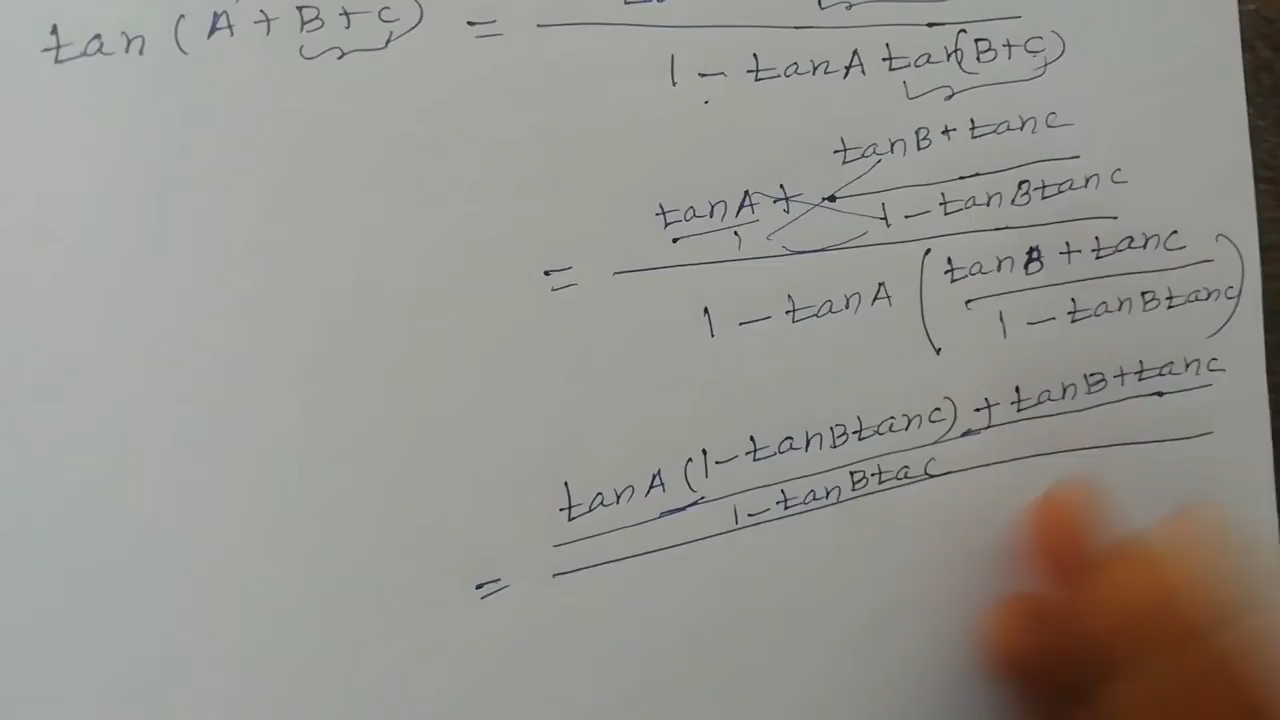 tan (A + B + C) =
1 - tanA tan(B+C)
tanB + tanC
tanA +
1 1 - tanBtanC
=
1 - tanA ( tanB + tanC
1 - tanBtanC )
tanA (1 - tanBtanC) + tanB + tanC
1 - tanBtaC
=